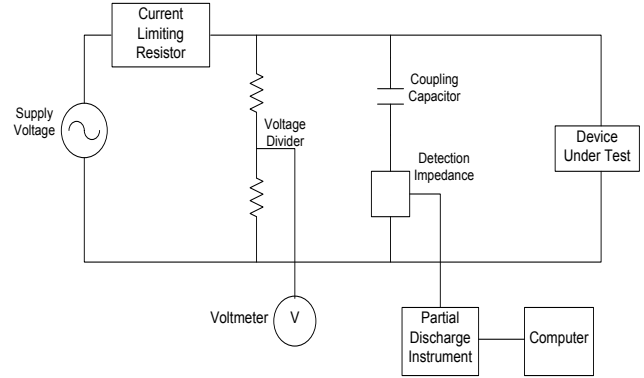 Current
Limiting
Resistor
Supply
Voltage
Voltage
Divider
Coupling
Capacitor
Detection
Impedance
Device
Under Test
Voltmeter
V
Partial
Discharge
Instrument
Computer